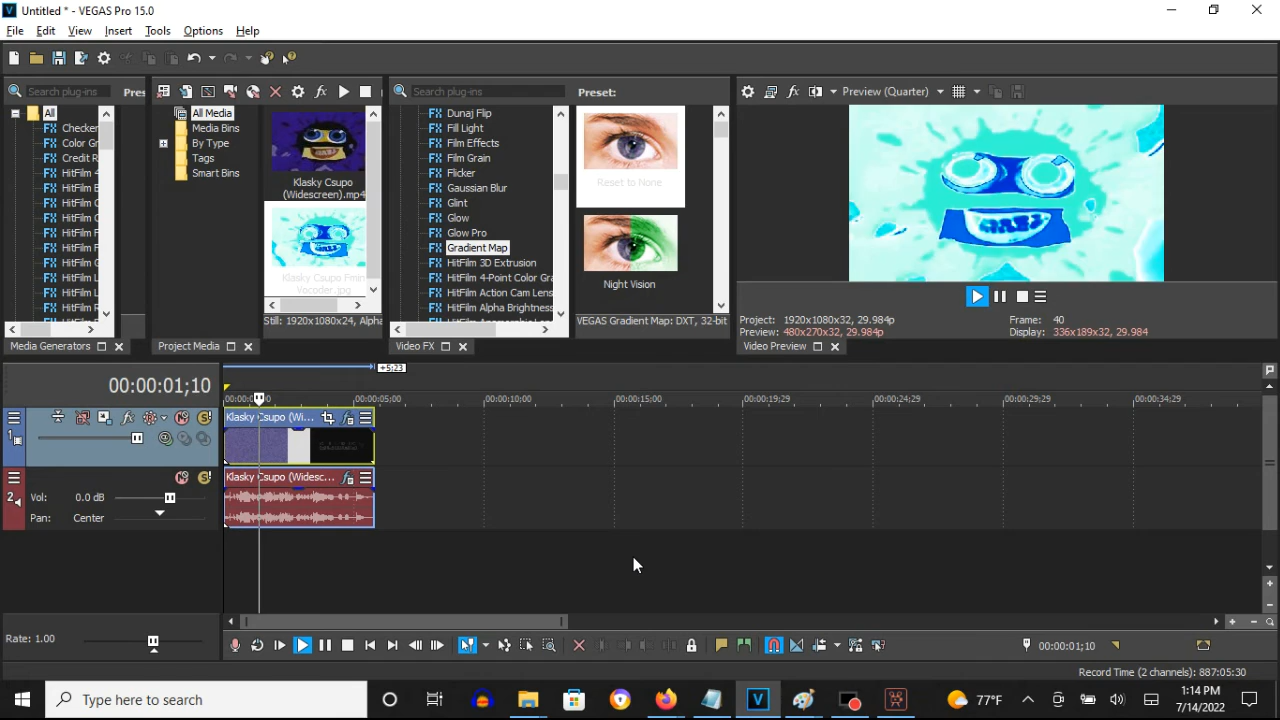 Untitled * - VEGAS Pro 15.0
File Edit View Insert Tools Options Help
Search plug-ins
Pres
All
Checker
Color Gr
Credit R
HitFilm 4
HitFilm B
HitFilm C
HitFilm C
HitFilm F
HitFilm G
HitFilm L
HitFilm L
HitFilm P
HitFilm R
Media Generators
All Media
Media Bins
By Type
Tags
Smart Bins
Klasky Csupo
(Widescreen).mp4
Klasky Csupo Fmin
Vocoder.jpg
Still: 1920x1080x24, Alpha
Project Media
Search plug-ins
Preset:
Dunaj Flip
Fill Light
Film Effects
Film Grain
Flicker
Gaussian Blur
Glint
Glow
Glow Pro
Gradient Map
HitFilm 3D Extrusion
HitFilm 4-Point Color Gra
HitFilm Action Cam Lens
HitFilm Alpha Brightness
Reset to None
Night Vision
VEGAS Gradient Map: DXT, 32-bit
Video FX
Preview (Quarter)
Project: 1920x1080x32, 29.984p
Preview: 480x270x32, 29.984p
Frame: 40
Display: 336x189x32, 29.984
Video Preview
+5;23
00:00:01;10
00:00:05;00 00:00:10;00 00:00:15;00 00:00:19;29 00:00:24;29 00:00:29;29 00:00:34;29
1
Klasky Csupo (Wi...
2
Klasky Csupo (Widesc...
Vol: 0.0 dB
Pan: Center
Rate: 1.00
00:00:01;10
Record Time (2 channels): 887:05:30
Type here to search
77°F
1:14 PM
7/14/2022